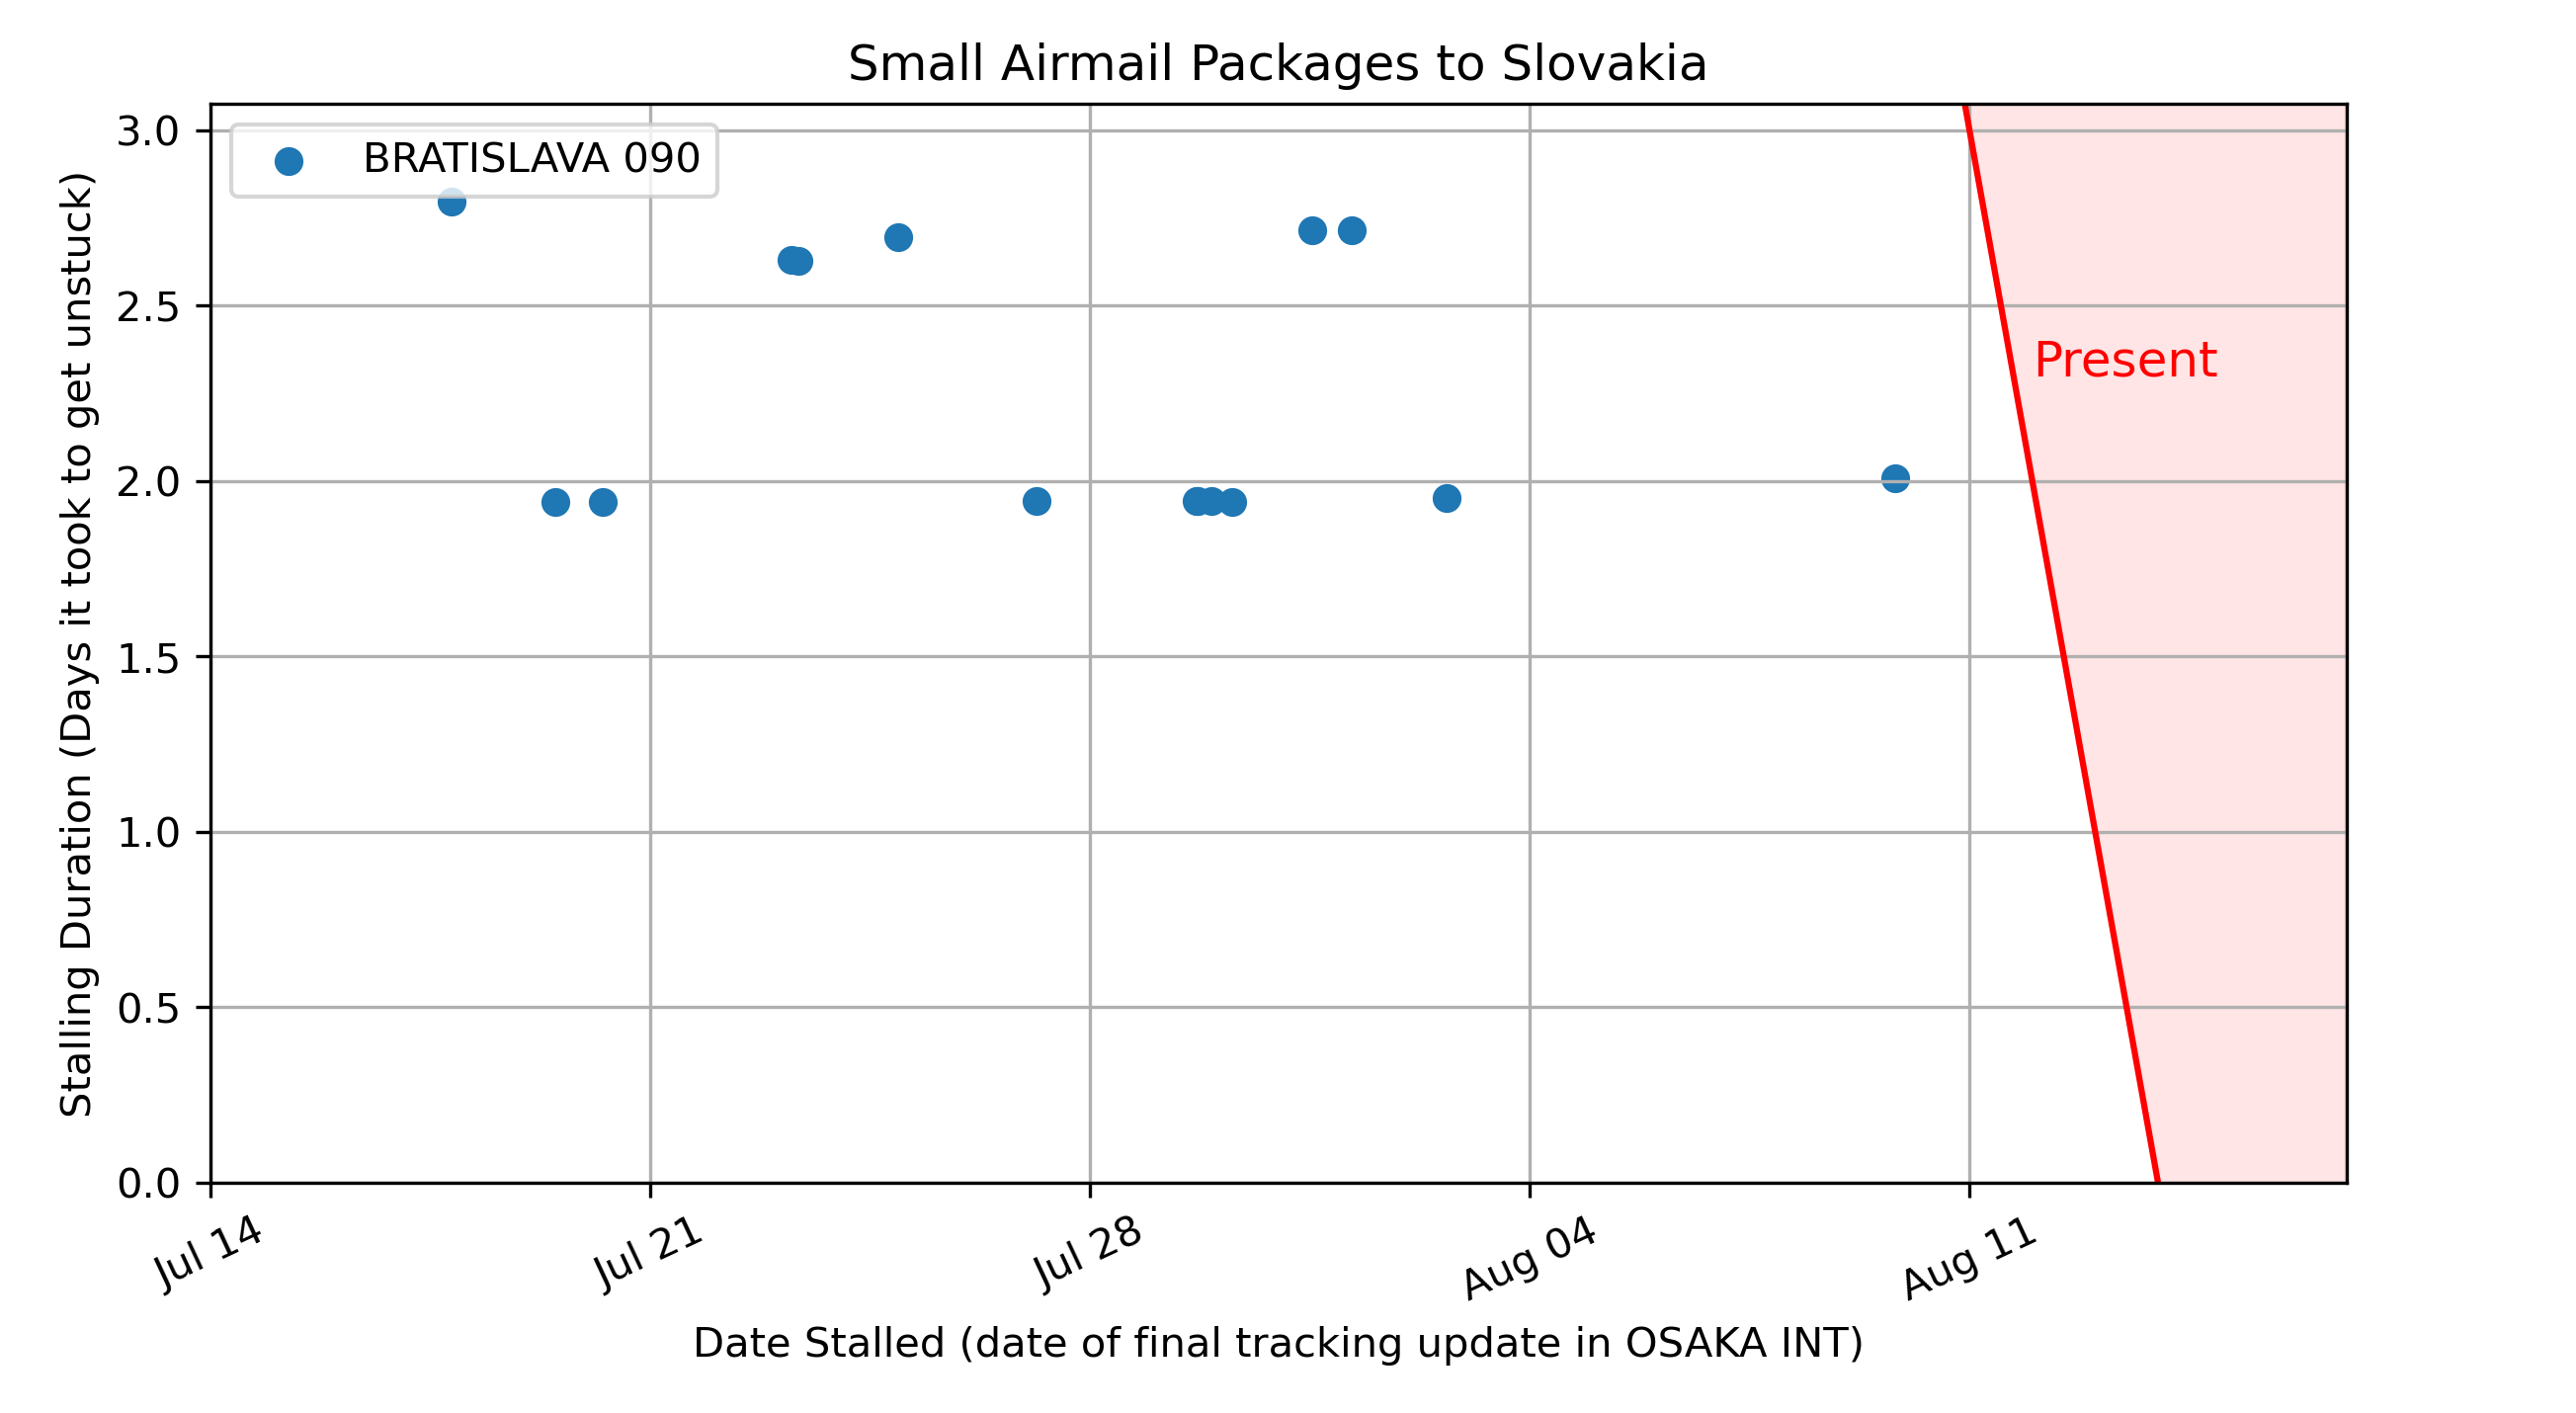 Small Airmail Packages to Slovakia
BRATISLAVA 090
Present
Stalling Duration (Days it took to get unstuck)
3.0
2.5
2.0
1.5
1.0
0.5
0.0
Jul 14
Jul 21
Jul 28
Aug 04
Aug 11
Date Stalled (date of final tracking update in OSAKA INT)